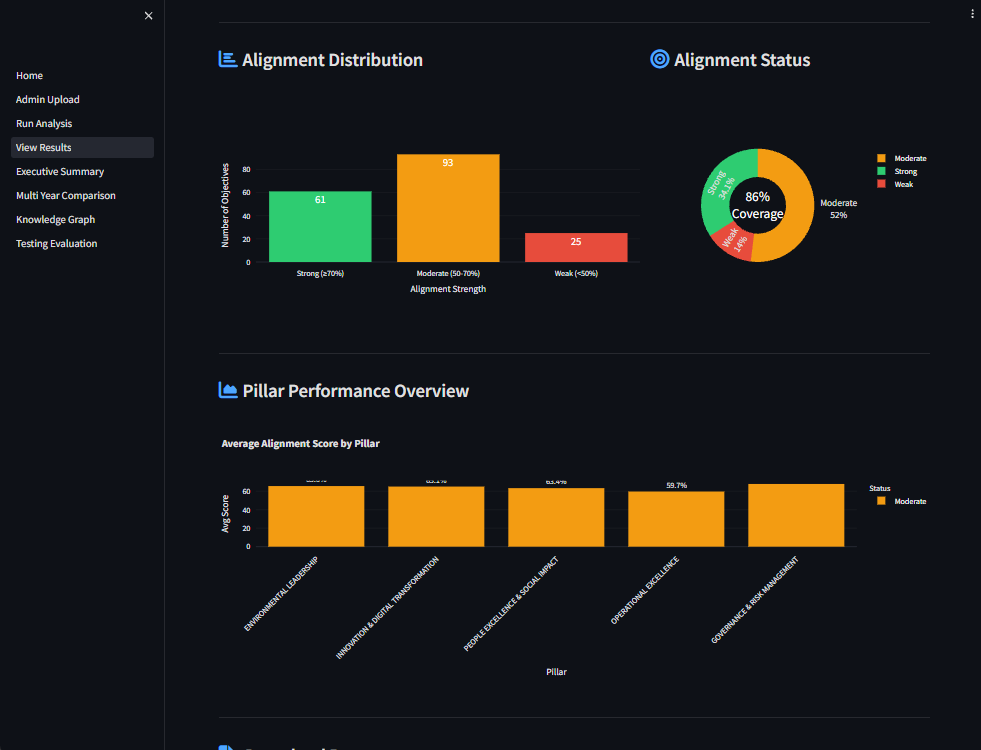 Home
Admin Upload
Run Analysis
View Results
Executive Summary
Multi Year Comparison
Knowledge Graph
Testing Evaluation
Alignment Distribution
Number of Objectives
80
60
40
20
0
61
93
25
Strong (≥70%)
Moderate (50-70%)
Weak (<50%)
Alignment Strength
Alignment Status
Strong
34.1%
Weak
14%
86%
Coverage
Moderate
52%
Moderate
Strong
Weak
Pillar Performance Overview
Average Alignment Score by Pillar
Avg Score
60
40
20
0
63.4%
59.7%
Status
Moderate
ENVIRONMENTAL LEADERSHIP
INNOVATION & DIGITAL TRANSFORMATION
PEOPLE EXCELLENCE & SOCIAL IMPACT
OPERATIONAL EXCELLENCE
GOVERNANCE & RISK MANAGEMENT
Pillar